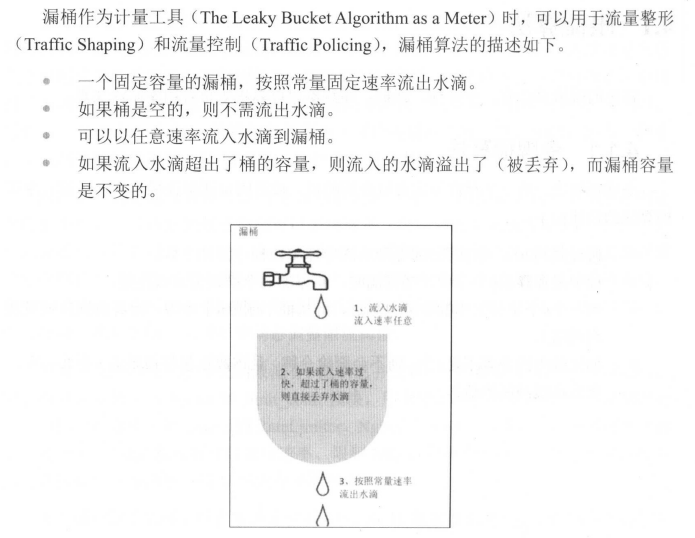 漏桶作为计量工具（The Leaky Bucket Algorithm as a Meter）时，可以用于流量整形
（Traffic Shaping）和流量控制（Traffic Policing），漏桶算法的描述如下。
一个固定容量的漏桶，按照常量固定速率流出水滴。
如果桶是空的，则不需流出水滴。
可以以任意速率流入水滴到漏桶。
如果流入水滴超出了桶的容量，则流入的水滴溢出了（被丢弃），而漏桶容量
是不变的。
漏桶
1、流入水滴
流入速率任意
2、如果流入速率过
快，超过了桶的容量，
则直接丢弃水滴
3、按照常量速率
流出水滴